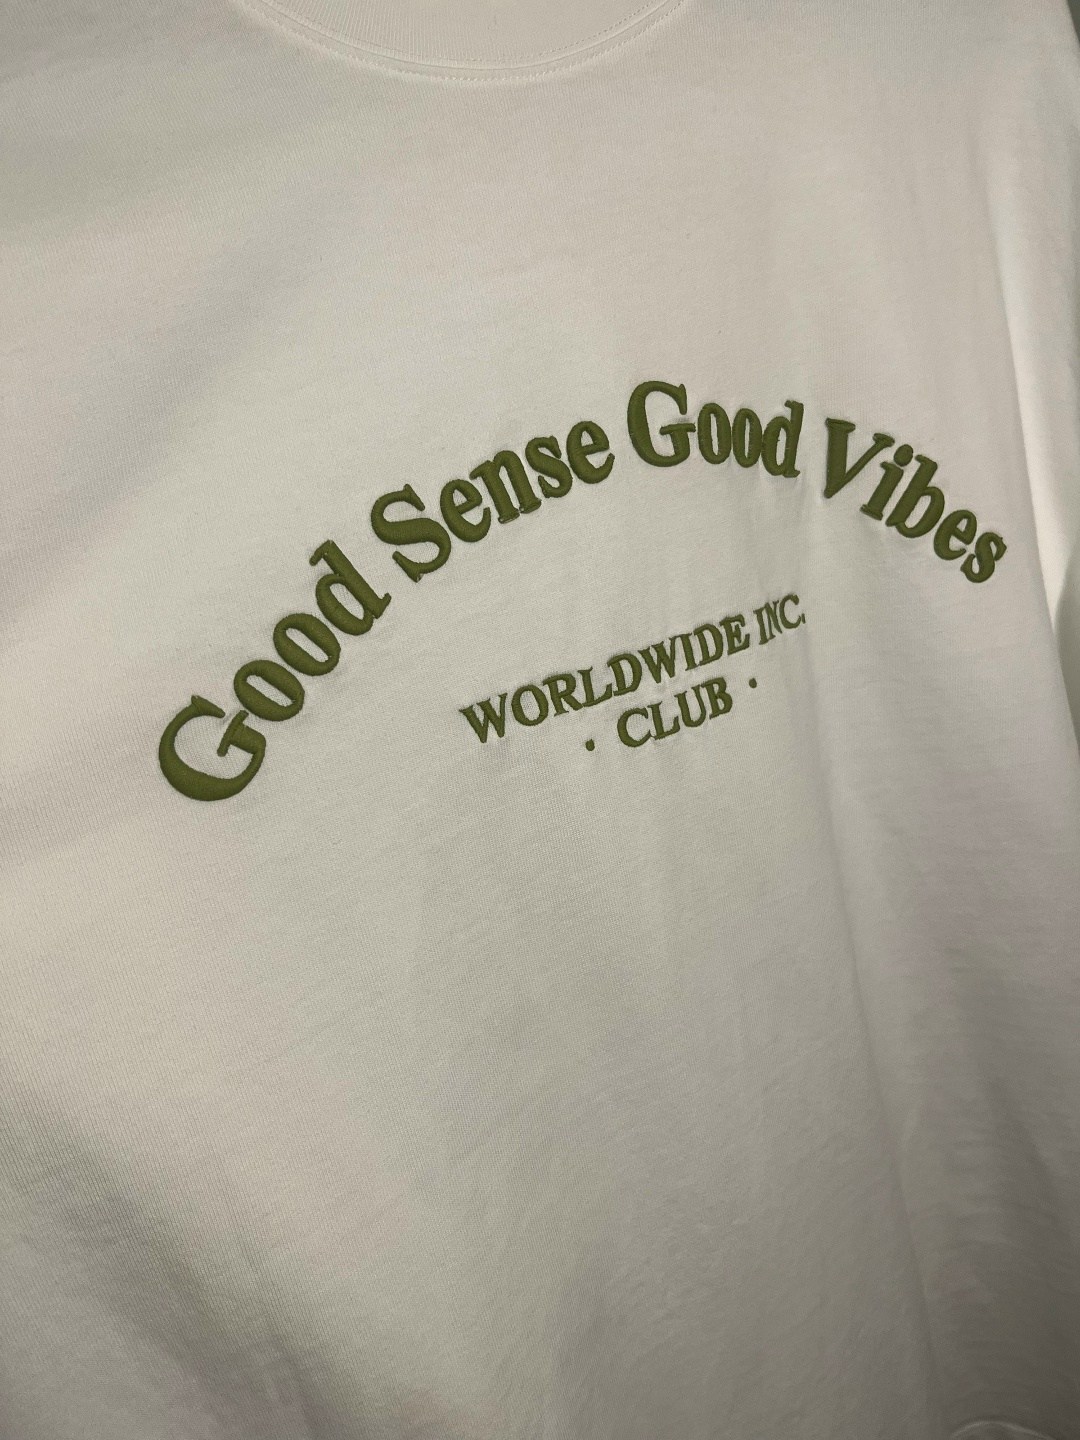 Good Sense Good Vibes
WORLDWIDE INC.
· CLUB ·